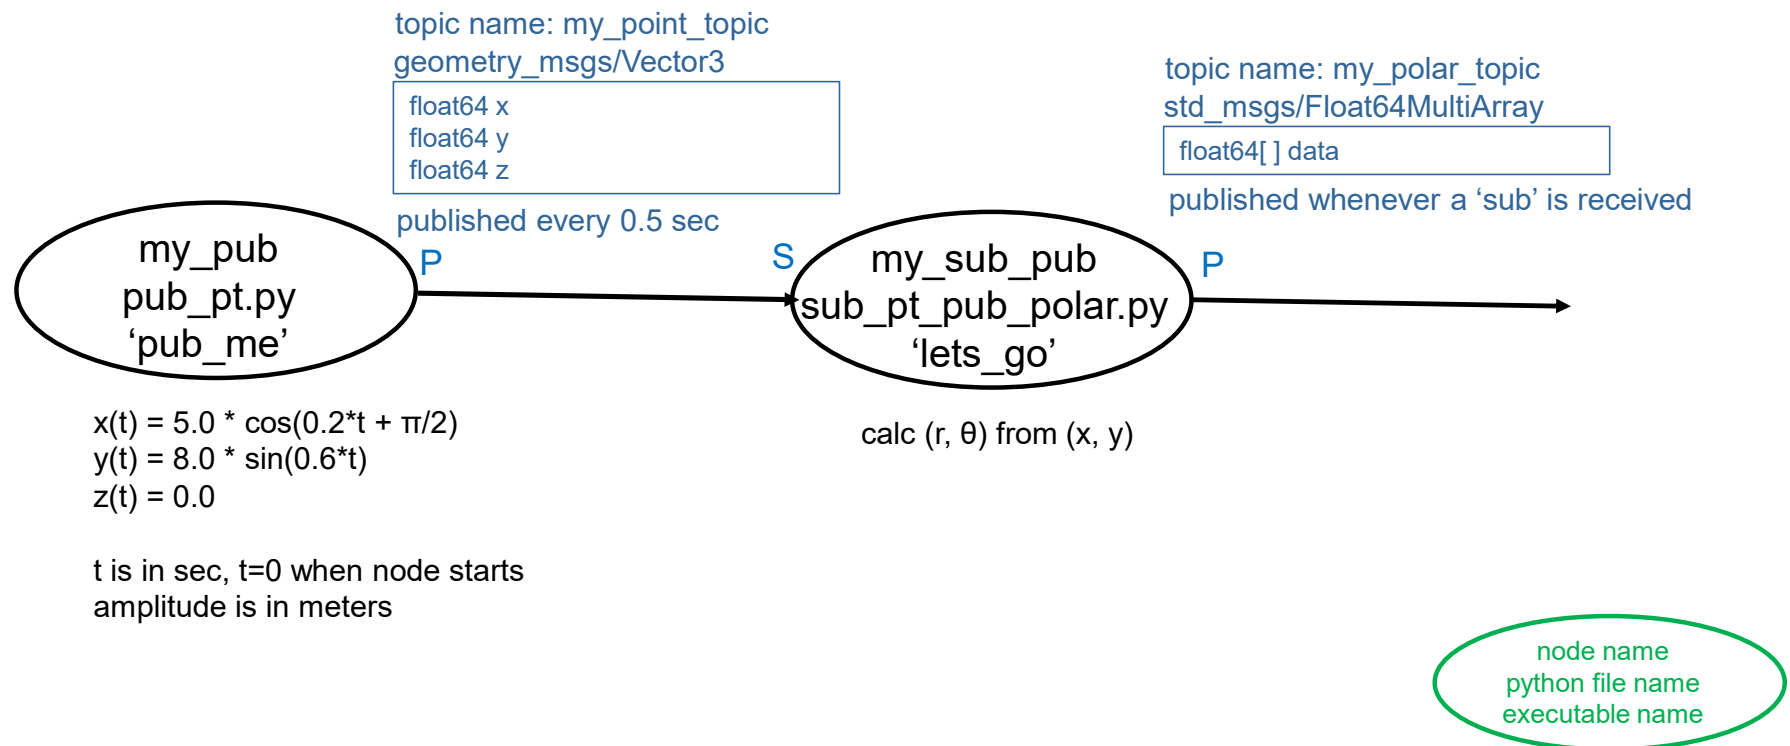 topic name: my_point_topic
geometry_msgs/Vector3
float64 x
float64 y
float64 z
published every 0.5 sec
topic name: my_polar_topic
std_msgs/Float64MultiArray
float64[ ] data
published whenever a ‘sub’ is received
my_pub
pub_pt.py
‘pub_me’
P
S
my_sub_pub
sub_pt_pub_polar.py
‘lets_go’
P
x(t) = 5.0 * cos(0.2*t + π/2)
y(t) = 8.0 * sin(0.6*t)
z(t) = 0.0
t is in sec, t=0 when node starts
amplitude is in meters
calc (r, θ) from (x, y)
node name
python file name
executable name